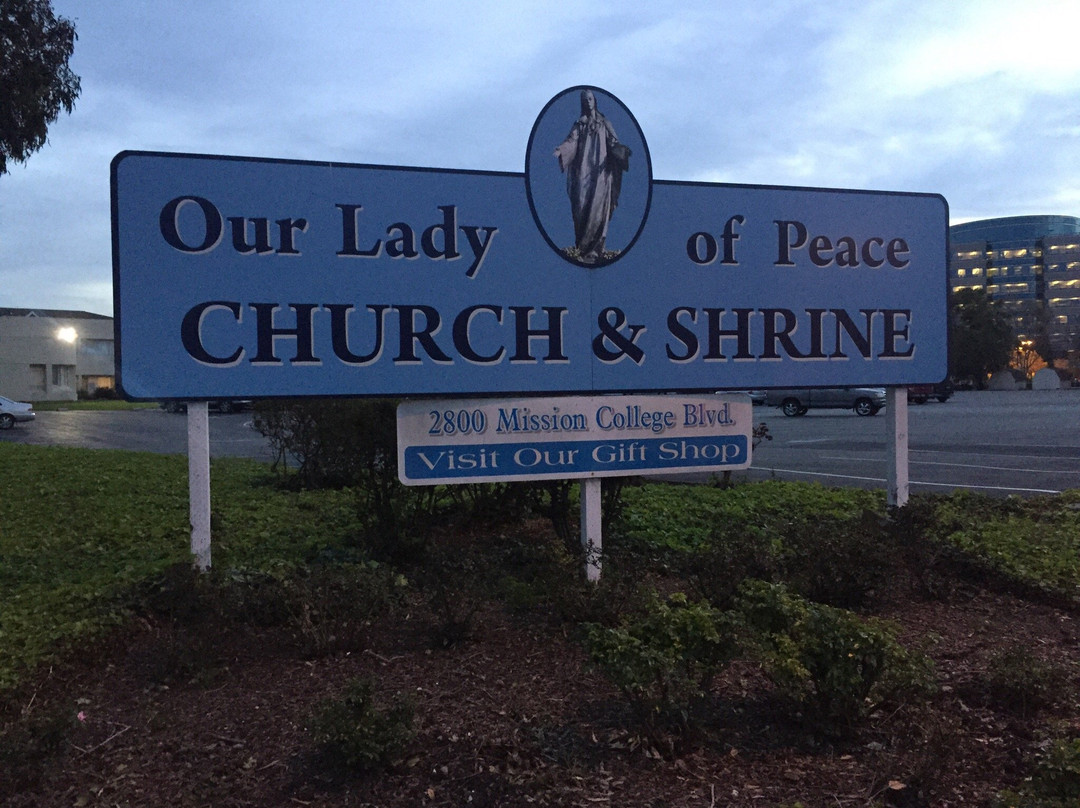 Our Lady of Peace
CHURCH & SHRINE
2800 Mission College Blvd.
Visit Our Gift Shop